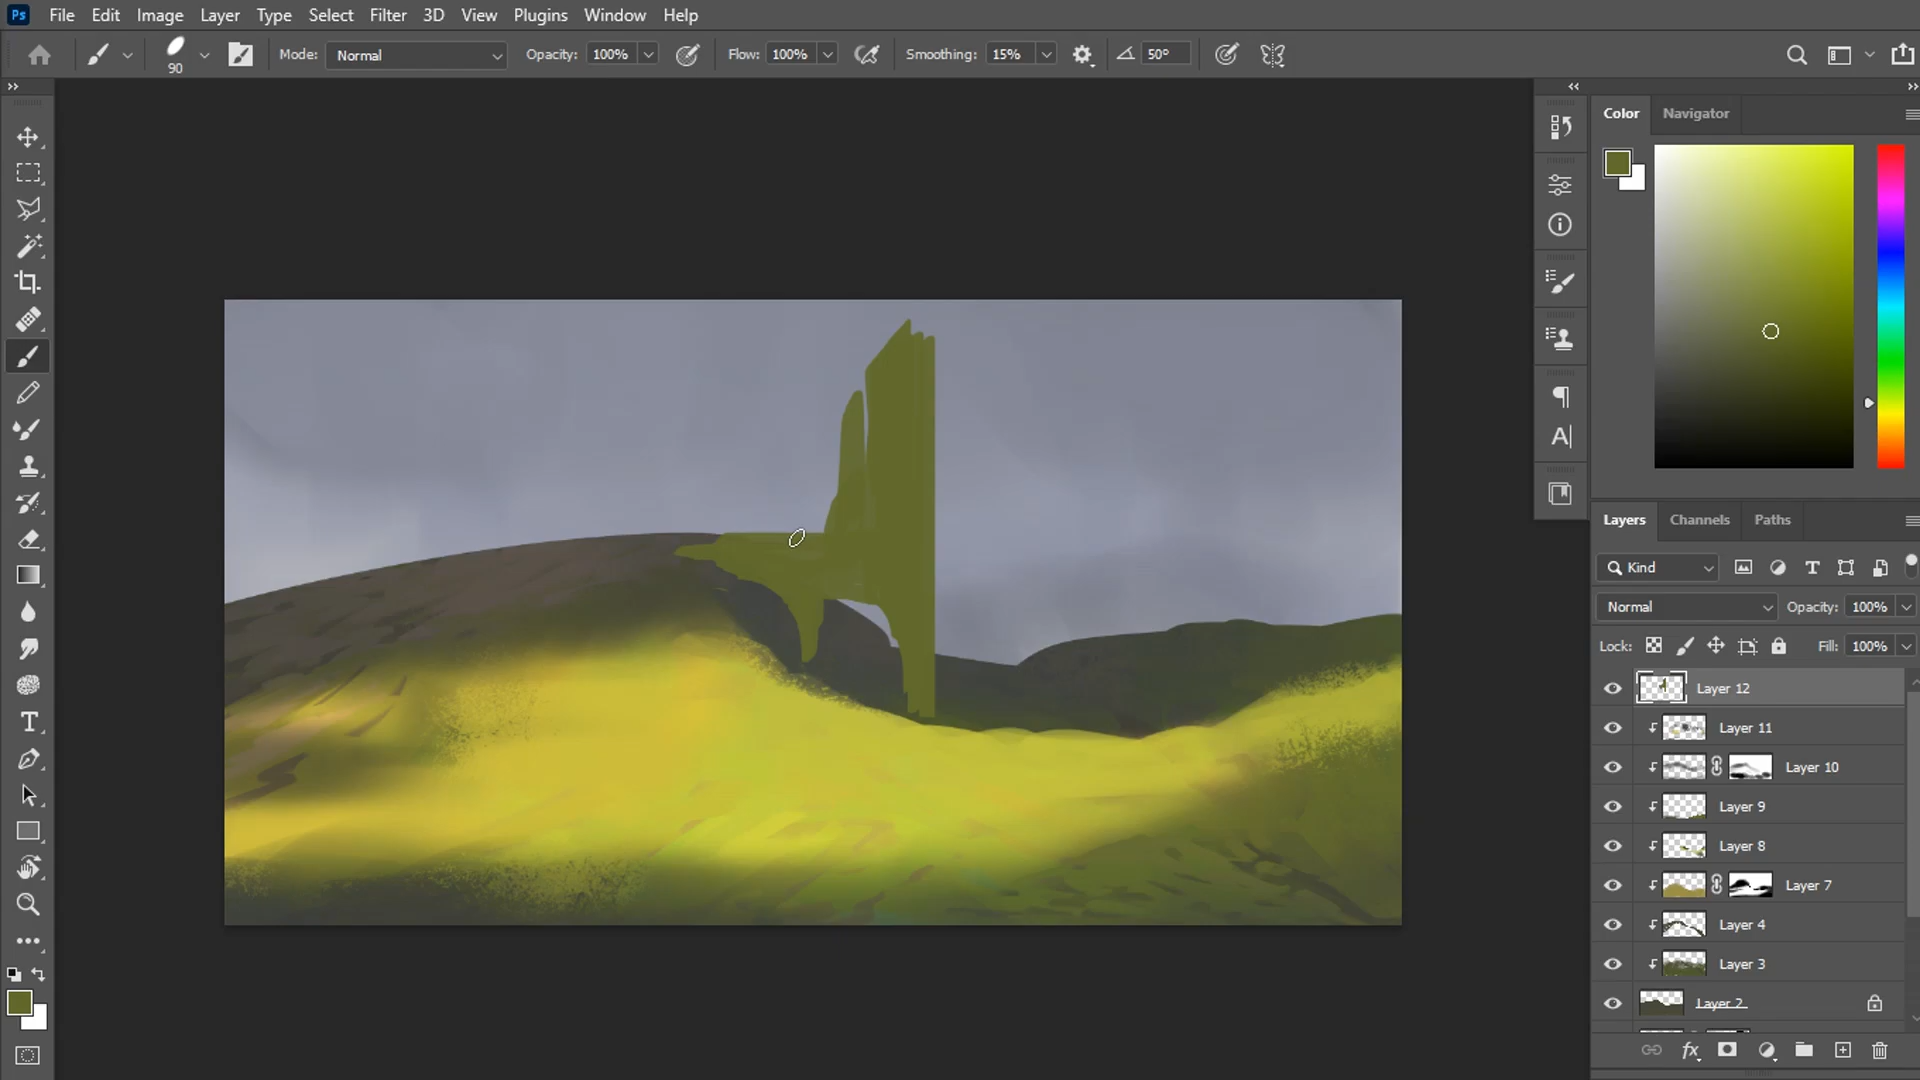 Ps File Edit Image Layer Type Select Filter 3D View Plugins Window Help
90 Mode: Normal Opacity: 100% Flow: 100% Smoothing: 15% 50°
Color Navigator
Layers Channels Paths
Kind
Normal Opacity: 100%
Lock: Fill: 100%
Layer 12
Layer 11
Layer 10
Layer 9
Layer 8
Layer 7
Layer 4
Layer 3
Layer 2